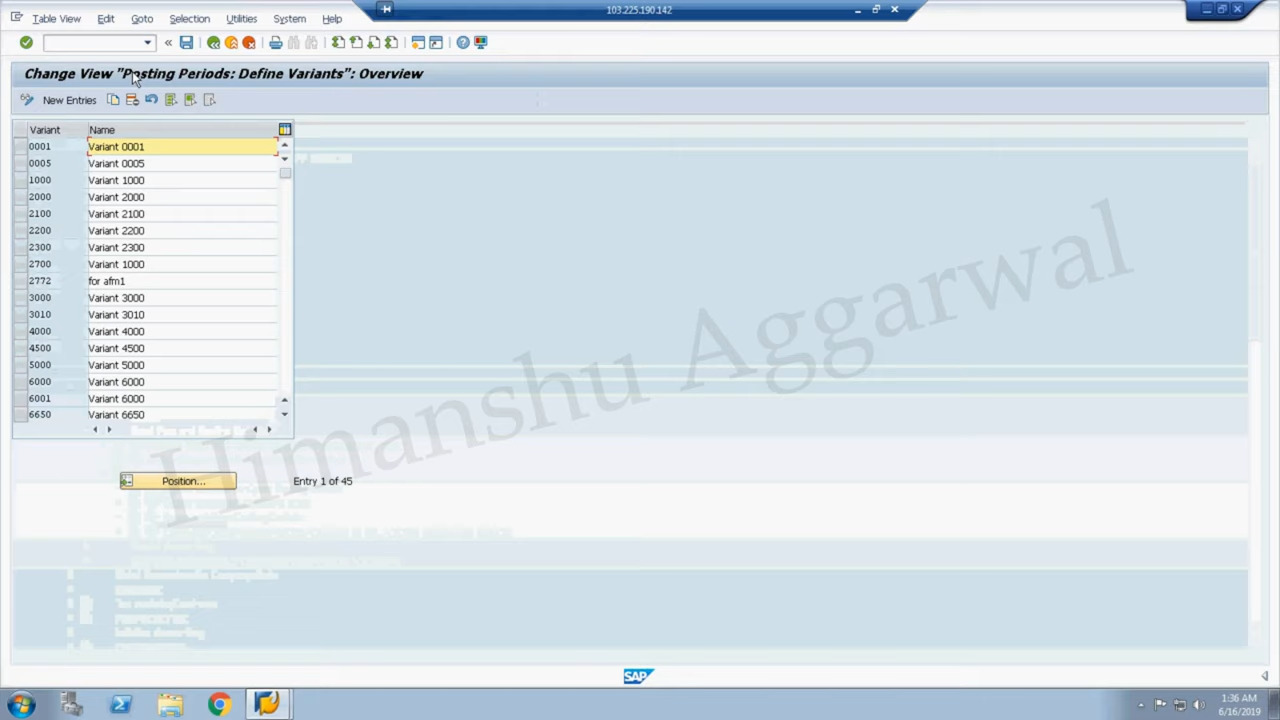 103.225.190.142
Table View Edit Goto Selection Utilities System Help
Change View "Posting Periods: Define Variants": Overview
New Entries
Variant Name
0001 Variant 0001
0005 Variant 0005
1000 Variant 1000
2000 Variant 2000
2100 Variant 2100
2200 Variant 2200
2300 Variant 2300
2700 Variant 1000
2772 for afm1
3000 Variant 3000
3010 Variant 3010
4000 Variant 4000
4500 Variant 4500
5000 Variant 5000
6000 Variant 6000
6001 Variant 6000
6650 Variant 6650
Himanshu Aggarwal
Position... Entry 1 of 45
SAP
1:36 AM
6/16/2019